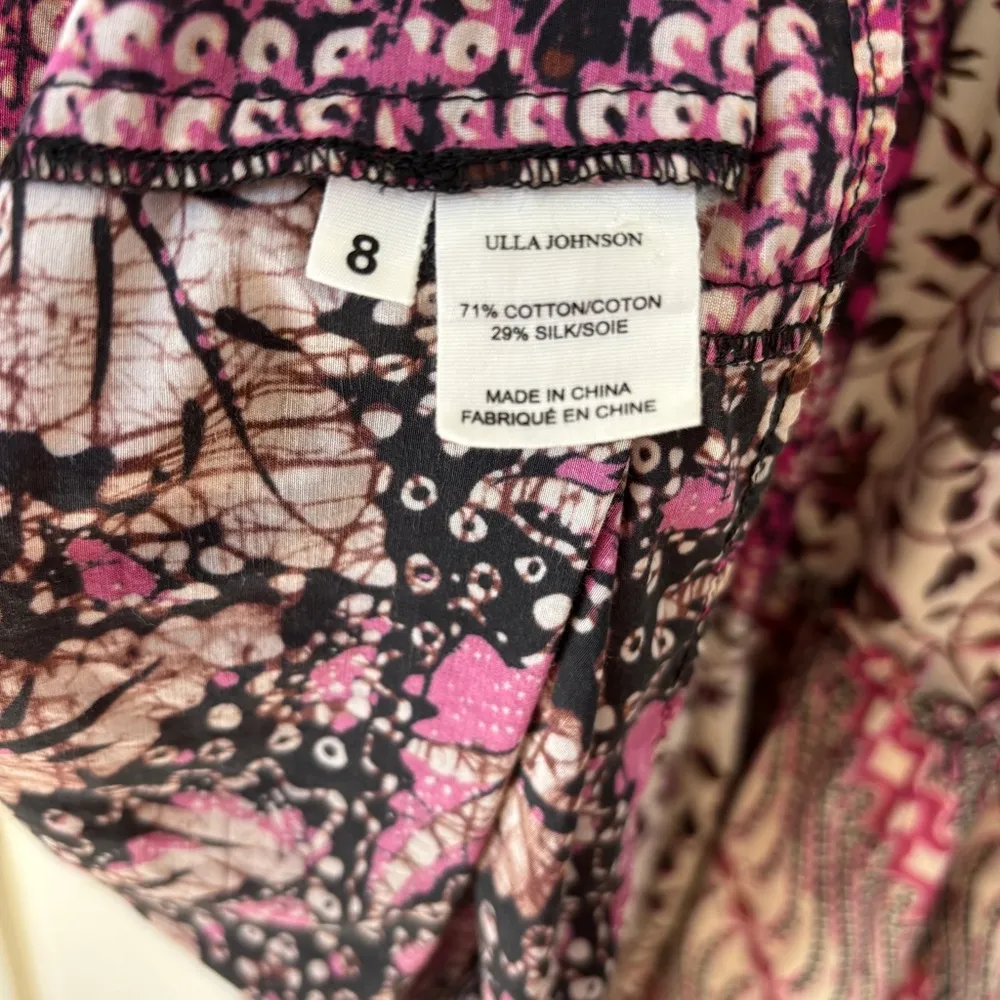 8
ULLA JOHNSON
71% COTTON/COTON
29% SILK/SOIE
MADE IN CHINA
FABRIQUÉ EN CHINE